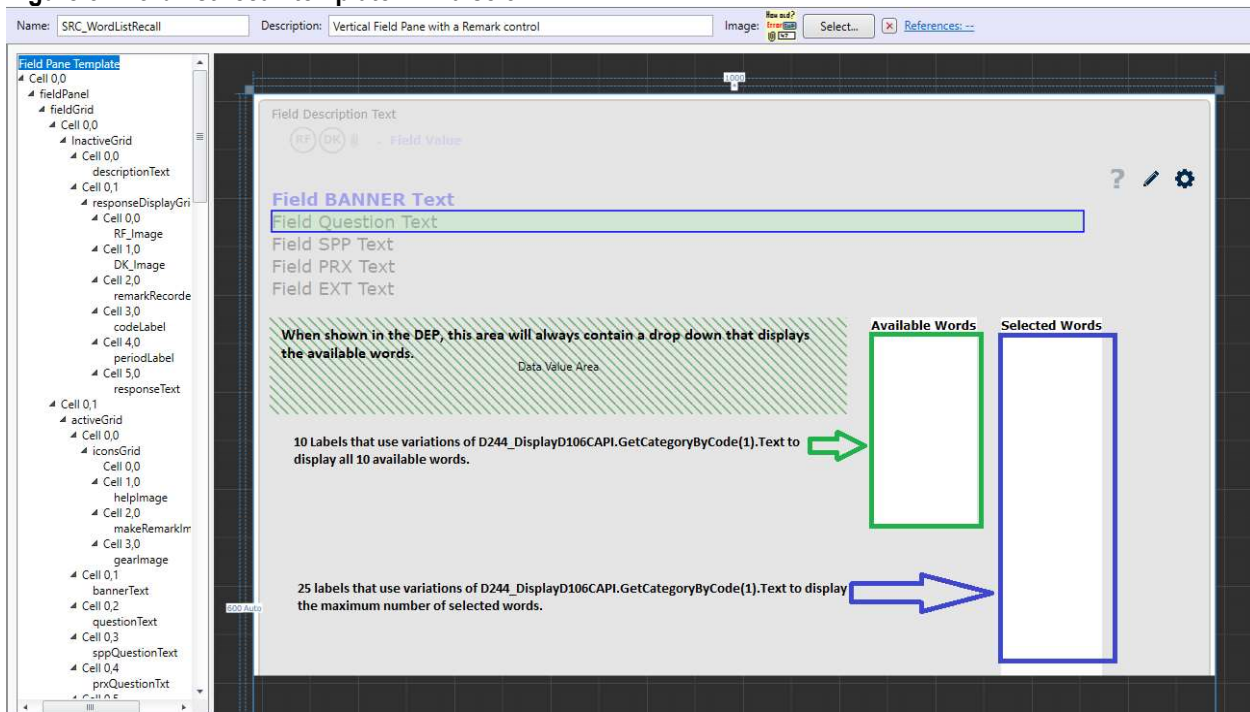 Name: SRC_WordListRecall Description: Vertical Field Pane with a Remark control Image: How old? Select... References: --
Field Pane Template
Cell 0,0
fieldPanel
fieldGrid
Cell 0,0
InactiveGrid
Cell 0,0
descriptionText
Cell 0,1
responseDisplayGri
Cell 0,0
RF_Image
Cell 1,0
DK_Image
Cell 2,0
remarkRecorde
Cell 3,0
codeLabel
Cell 4,0
periodLabel
Cell 5,0
responseText
Cell 0,1
activeGrid
Cell 0,0
iconsGrid
Cell 0,0
Cell 1,0
helpImage
Cell 2,0
makeRemarkIm
Cell 3,0
gearImage
Cell 0,1
bannerText
Cell 0,2
questionText
Cell 0,3
sppQuestionText
Cell 0,4
prxQuestionTxt
Cell 0,5
1000
Field Description Text
RF DK - Field Value
?
Field BANNER Text
Field Question Text
Field SPP Text
Field PRX Text
Field EXT Text
When shown in the DEP, this area will always contain a drop down that displays
the available words.
Data Value Area
Available Words Selected Words
10 Labels that use variations of D244_DisplayD106CAPI.GetCategoryByCode(1).Text to
display all 10 available words.
25 labels that use variations of D244_DisplayD106CAPI.GetCategoryByCode(1).Text to display
the maximum number of selected words.
600 Auto